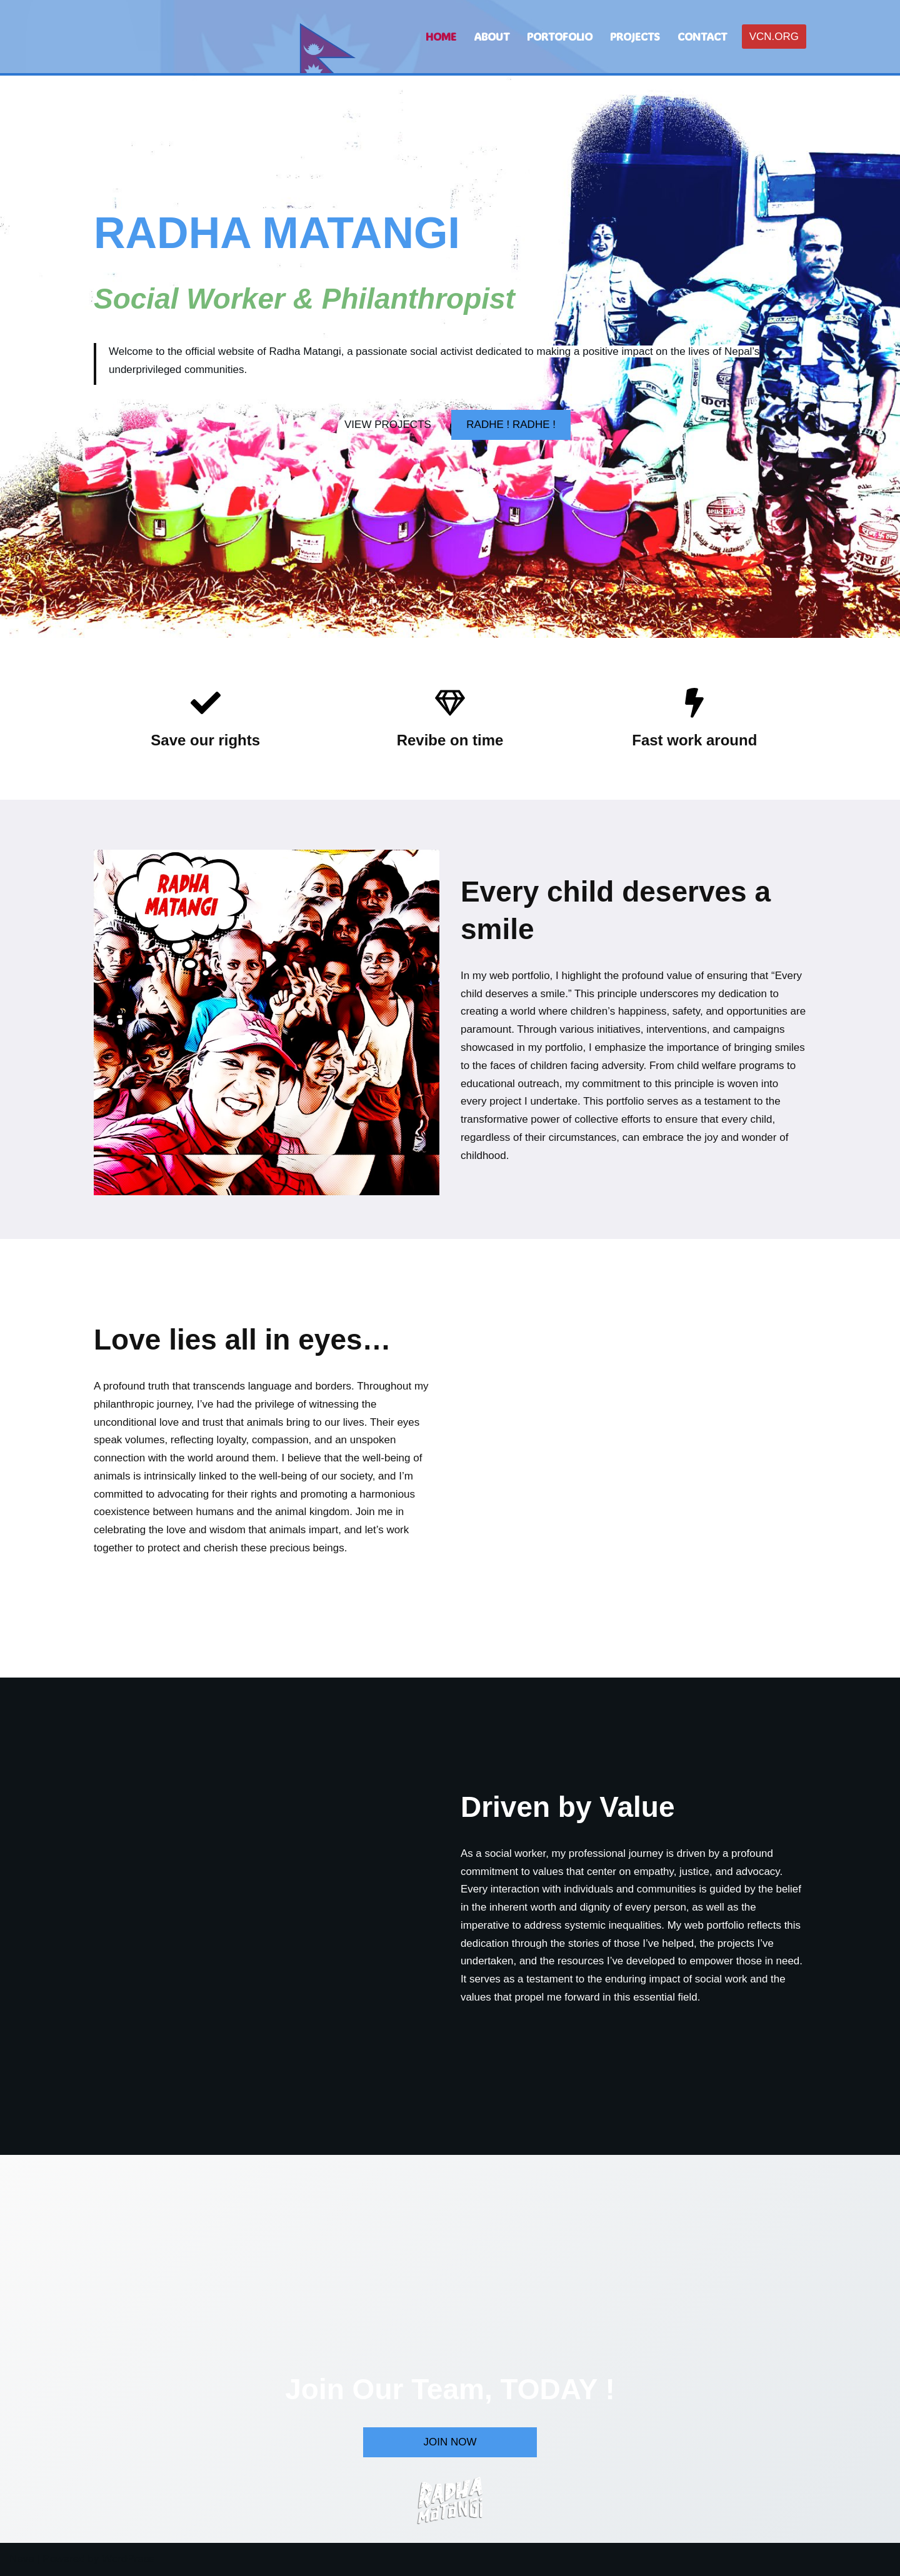 HOME ABOUT PORTOFOLIO PROJECTS CONTACT VCN.ORG
RADHA MATANGI
Social Worker & Philanthropist
Welcome to the official website of Radha Matangi, a passionate social activist dedicated to making a positive impact on the lives of Nepal’s
underprivileged communities.
VIEW PROJECTS RADHE ! RADHE !
Save our rights
Revibe on time
Fast work around
RADHA
MATANGI
Every child deserves a
smile
In my web portfolio, I highlight the profound value of ensuring that “Every
child deserves a smile.” This principle underscores my dedication to
creating a world where children’s happiness, safety, and opportunities are
paramount. Through various initiatives, interventions, and campaigns
showcased in my portfolio, I emphasize the importance of bringing smiles
to the faces of children facing adversity. From child welfare programs to
educational outreach, my commitment to this principle is woven into
every project I undertake. This portfolio serves as a testament to the
transformative power of collective efforts to ensure that every child,
regardless of their circumstances, can embrace the joy and wonder of
childhood.
Love lies all in eyes…
A profound truth that transcends language and borders. Throughout my
philanthropic journey, I’ve had the privilege of witnessing the
unconditional love and trust that animals bring to our lives. Their eyes
speak volumes, reflecting loyalty, compassion, and an unspoken
connection with the world around them. I believe that the well-being of
animals is intrinsically linked to the well-being of our society, and I’m
committed to advocating for their rights and promoting a harmonious
coexistence between humans and the animal kingdom. Join me in
celebrating the love and wisdom that animals impart, and let’s work
together to protect and cherish these precious beings.
Driven by Value
As a social worker, my professional journey is driven by a profound
commitment to values that center on empathy, justice, and advocacy.
Every interaction with individuals and communities is guided by the belief
in the inherent worth and dignity of every person, as well as the
imperative to address systemic inequalities. My web portfolio reflects this
dedication through the stories of those I’ve helped, the projects I’ve
undertaken, and the resources I’ve developed to empower those in need.
It serves as a testament to the enduring impact of social work and the
values that propel me forward in this essential field.
Join Our Team, TODAY !
JOIN NOW
RADHA
MATANGI